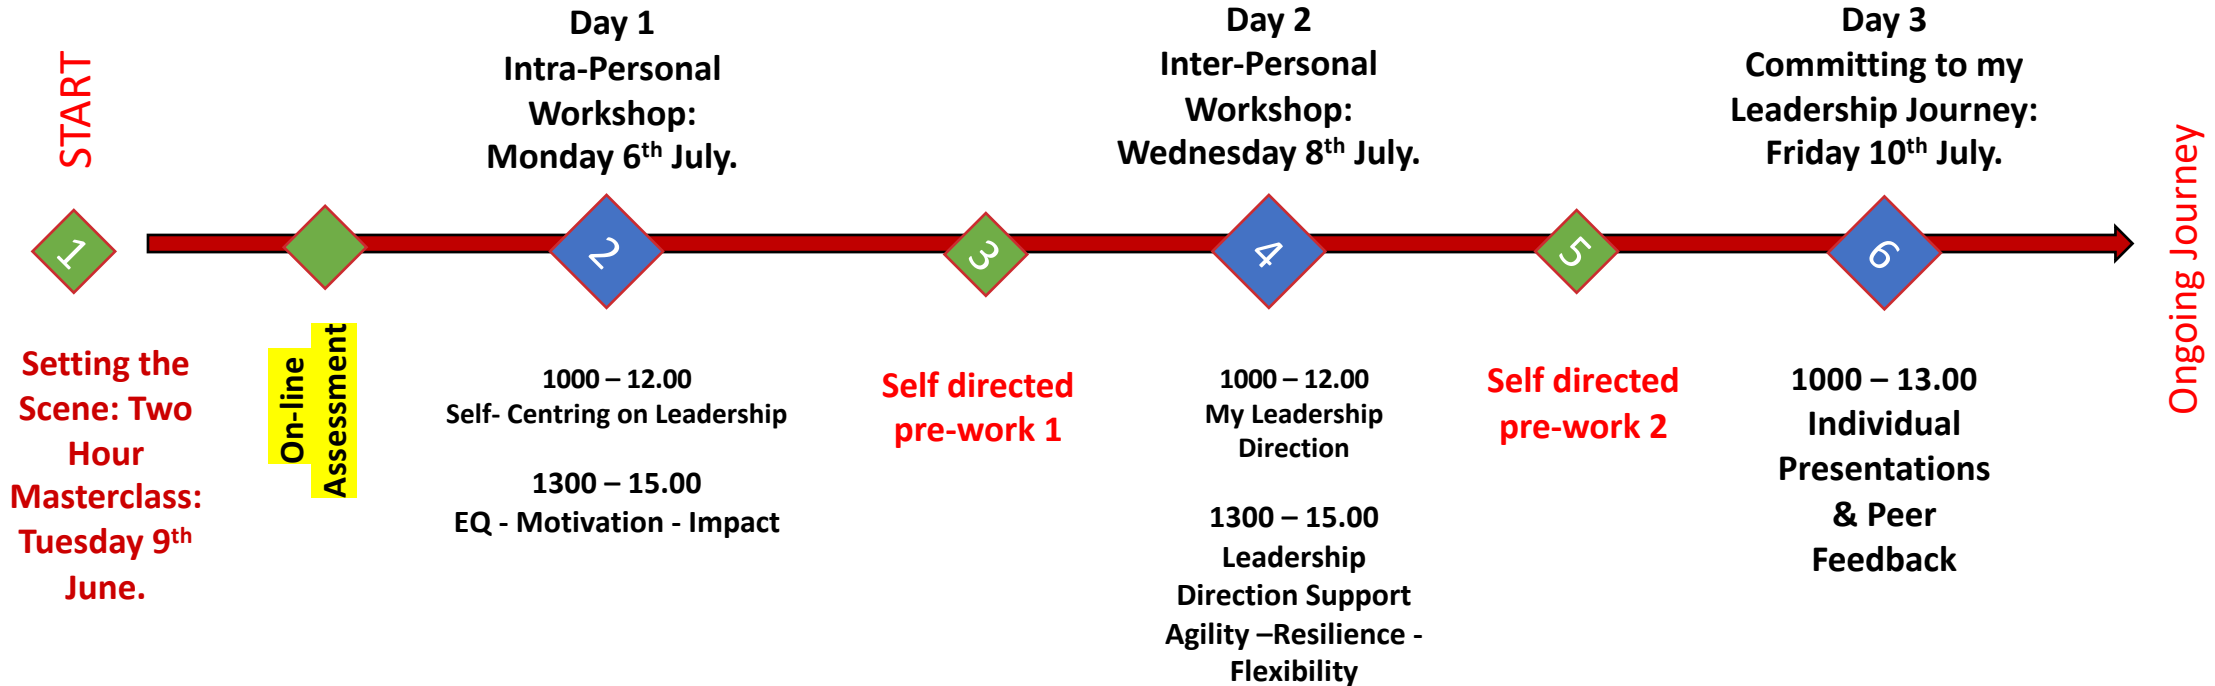 START
1
Setting the
Scene: Two
Hour
Masterclass:
Tuesday 9th
June.
On-line
Assessment
Day 1
Intra-Personal
Workshop:
Monday 6th July.
2
1000 – 12.00
Self- Centring on Leadership
1300 – 15.00
EQ - Motivation - Impact
3
Self directed
pre-work 1
Day 2
Inter-Personal
Workshop:
Wednesday 8th July.
4
1000 – 12.00
My Leadership
Direction
1300 – 15.00
Leadership
Direction Support
Agility –Resilience -
Flexibility
5
Self directed
pre-work 2
Day 3
Committing to my
Leadership Journey:
Friday 10th July.
6
1000 – 13.00
Individual
Presentations
& Peer
Feedback
Ongoing Journey